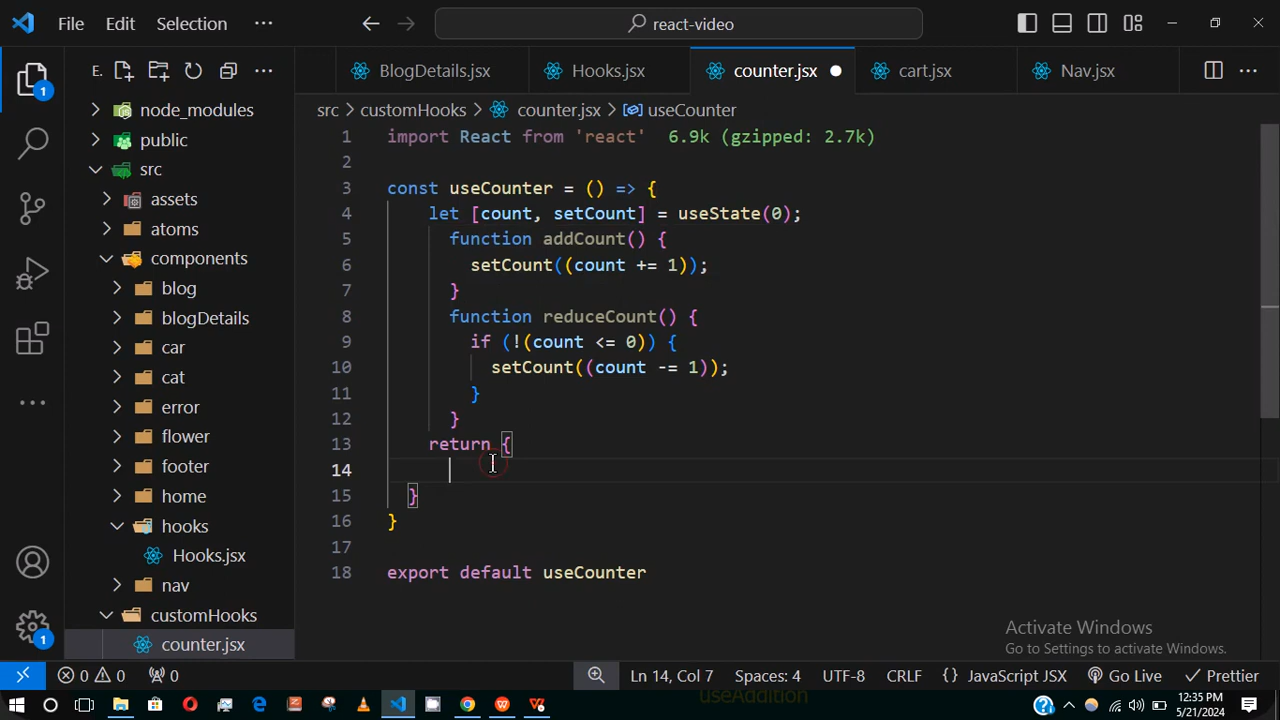 File Edit Selection ··· react-video
E. BlogDetails.jsx Hooks.jsx counter.jsx cart.jsx Nav.jsx
1
node_modules
public
src
assets
atoms
components
blog
blogDetails
car
cat
error
flower
footer
home
hooks
Hooks.jsx
nav
customHooks
counter.jsx
1
src > customHooks > counter.jsx > useCounter
1 import React from 'react' 6.9k (gzipped: 2.7k)
2
3 const useCounter = () => {
4 let [count, setCount] = useState(0);
5 function addCount() {
6 setCount((count += 1));
7 }
8 function reduceCount() {
9 if (!(count <= 0)) {
10 setCount((count -= 1));
11 }
12 }
13 return {
14
15 }
16 }
17
18 export default useCounter
Activate Windows
Go to Settings to activate Windows.
0 0 0 Ln 14, Col 7 Spaces: 4 UTF-8 CRLF {} JavaScript JSX Go Live Prettier
useAddition
12:35 PM
5/21/2024